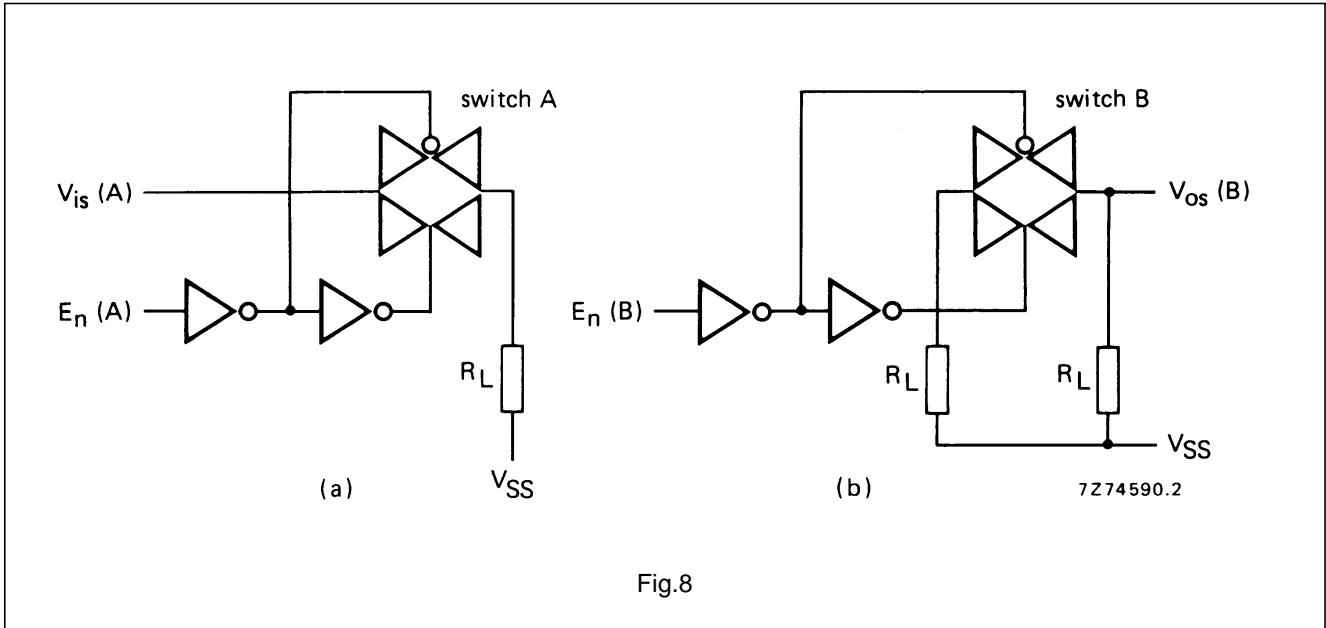 switch A
V_is (A)
E_n (A)
R_L
V_SS
(a)
switch B
V_os (B)
E_n (B)
R_L
R_L
V_SS
(b)
7Z74590.2
Fig.8